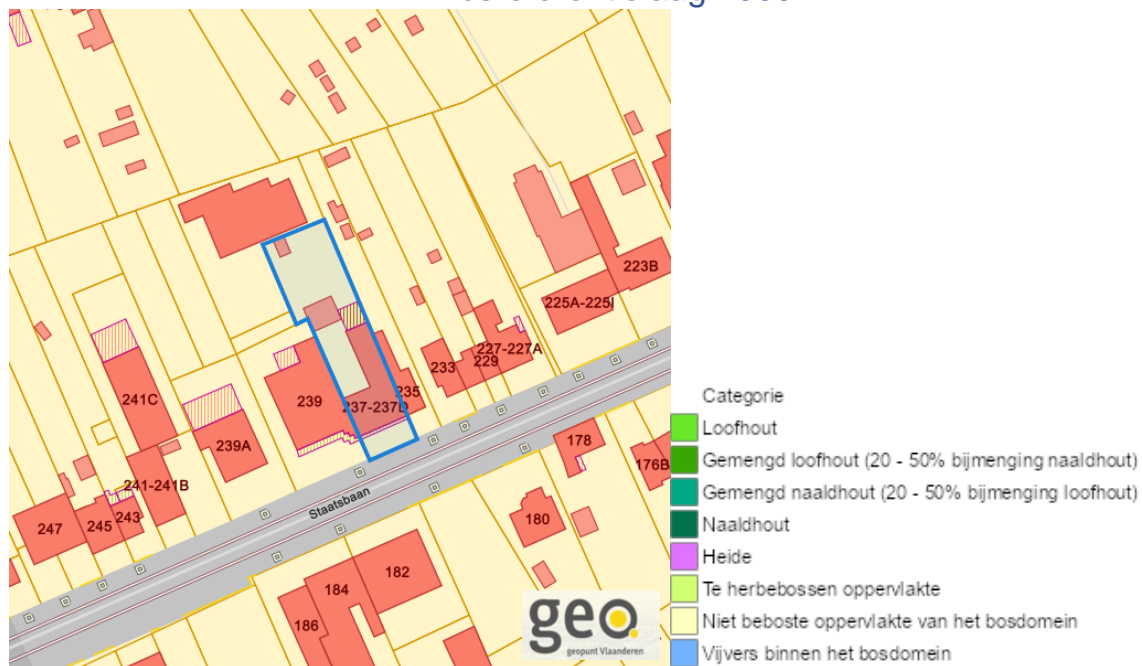 223B
225A-225I
227-227A
233
229
235
241C
239
237-237D
239A
178
176B
241-241B
Staatsbaan
247
245
243
180
182
184
186
geo.
geopunt Vlaanderen
Categorie
Loofhout
Gemengd loofhout (20 - 50% bijmenging naaldhout)
Gemengd naaldhout (20 - 50% bijmenging loofhout)
Naaldhout
Heide
Te herbebossen oppervlakte
Niet beboste oppervlakte van het bosdomein
Vijvers binnen het bosdomein